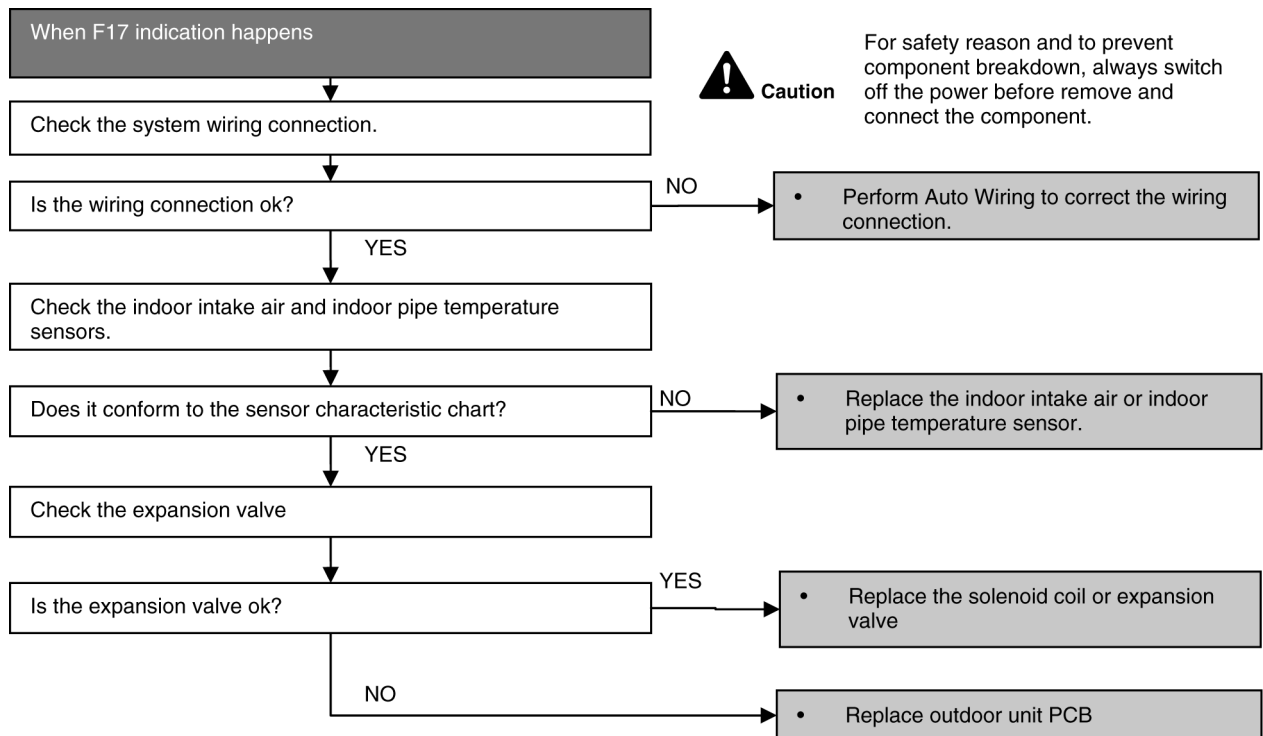 When F17 indication happens
Caution
For safety reason and to prevent
component breakdown, always switch
off the power before remove and
connect the component.
Check the system wiring connection.
Is the wiring connection ok?
NO
• Perform Auto Wiring to correct the wiring
connection.
YES
Check the indoor intake air and indoor pipe temperature
sensors.
Does it conform to the sensor characteristic chart?
NO
• Replace the indoor intake air or indoor
pipe temperature sensor.
YES
Check the expansion valve
Is the expansion valve ok?
YES
• Replace the solenoid coil or expansion
valve
NO
• Replace outdoor unit PCB